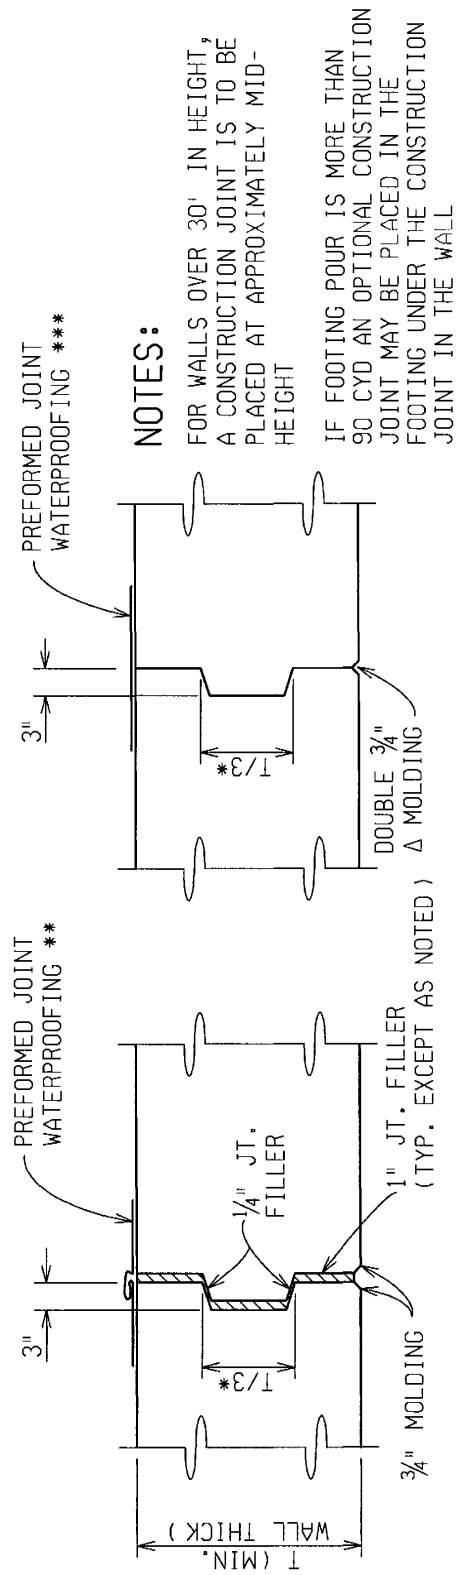 PREFORMED JOINT
WATERPROOFING **
3"
T/3*
1/4" JT.
FILLER
T (MIN.
WALL THICK)
3/4" MOLDING
1" JT. FILLER
(TYP. EXCEPT AS NOTED)
PREFORMED JOINT
WATERPROOFING ***
3"
T/3*
DOUBLE 3/4"
Δ MOLDING
NOTES:
FOR WALLS OVER 30' IN HEIGHT,
A CONSTRUCTION JOINT IS TO BE
PLACED AT APPROXIMATELY MID-
HEIGHT
IF FOOTING POUR IS MORE THAN
90 CYD AN OPTIONAL CONSTRUCTION
JOINT MAY BE PLACED IN THE
FOOTING UNDER THE CONSTRUCTION
JOINT IN THE WALL